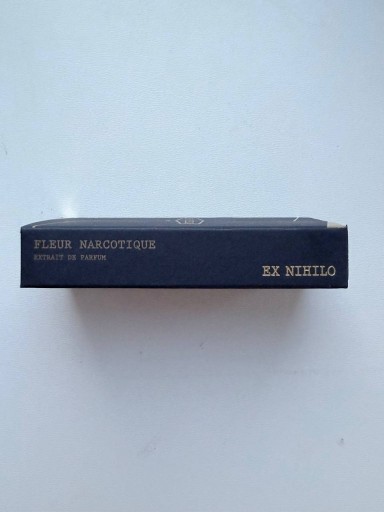 FLEUR NARCOTIQUE
EXTRAIT DE PARFUM
EX NIHILO